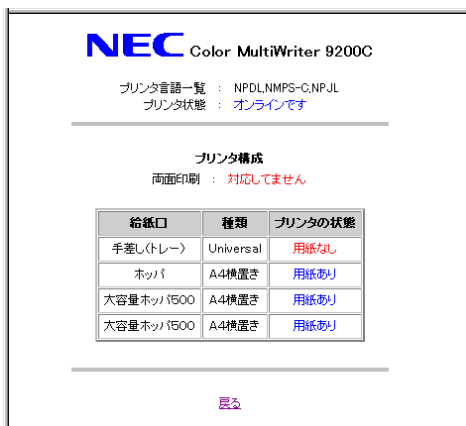 NEC Color MultiWriter 9200C
プリンタ言語一覧 : NPDL,NMPS-C,NPJL
プリンタ状態 : オンラインです
プリンタ構成
両面印刷 : 対応してません
給紙口 種類 プリンタの状態
手差し(トレー) Universal 用紙なし
ホッパ A4横置き 用紙あり
大容量ホッパ500 A4横置き 用紙あり
大容量ホッパ500 A4横置き 用紙あり
戻る